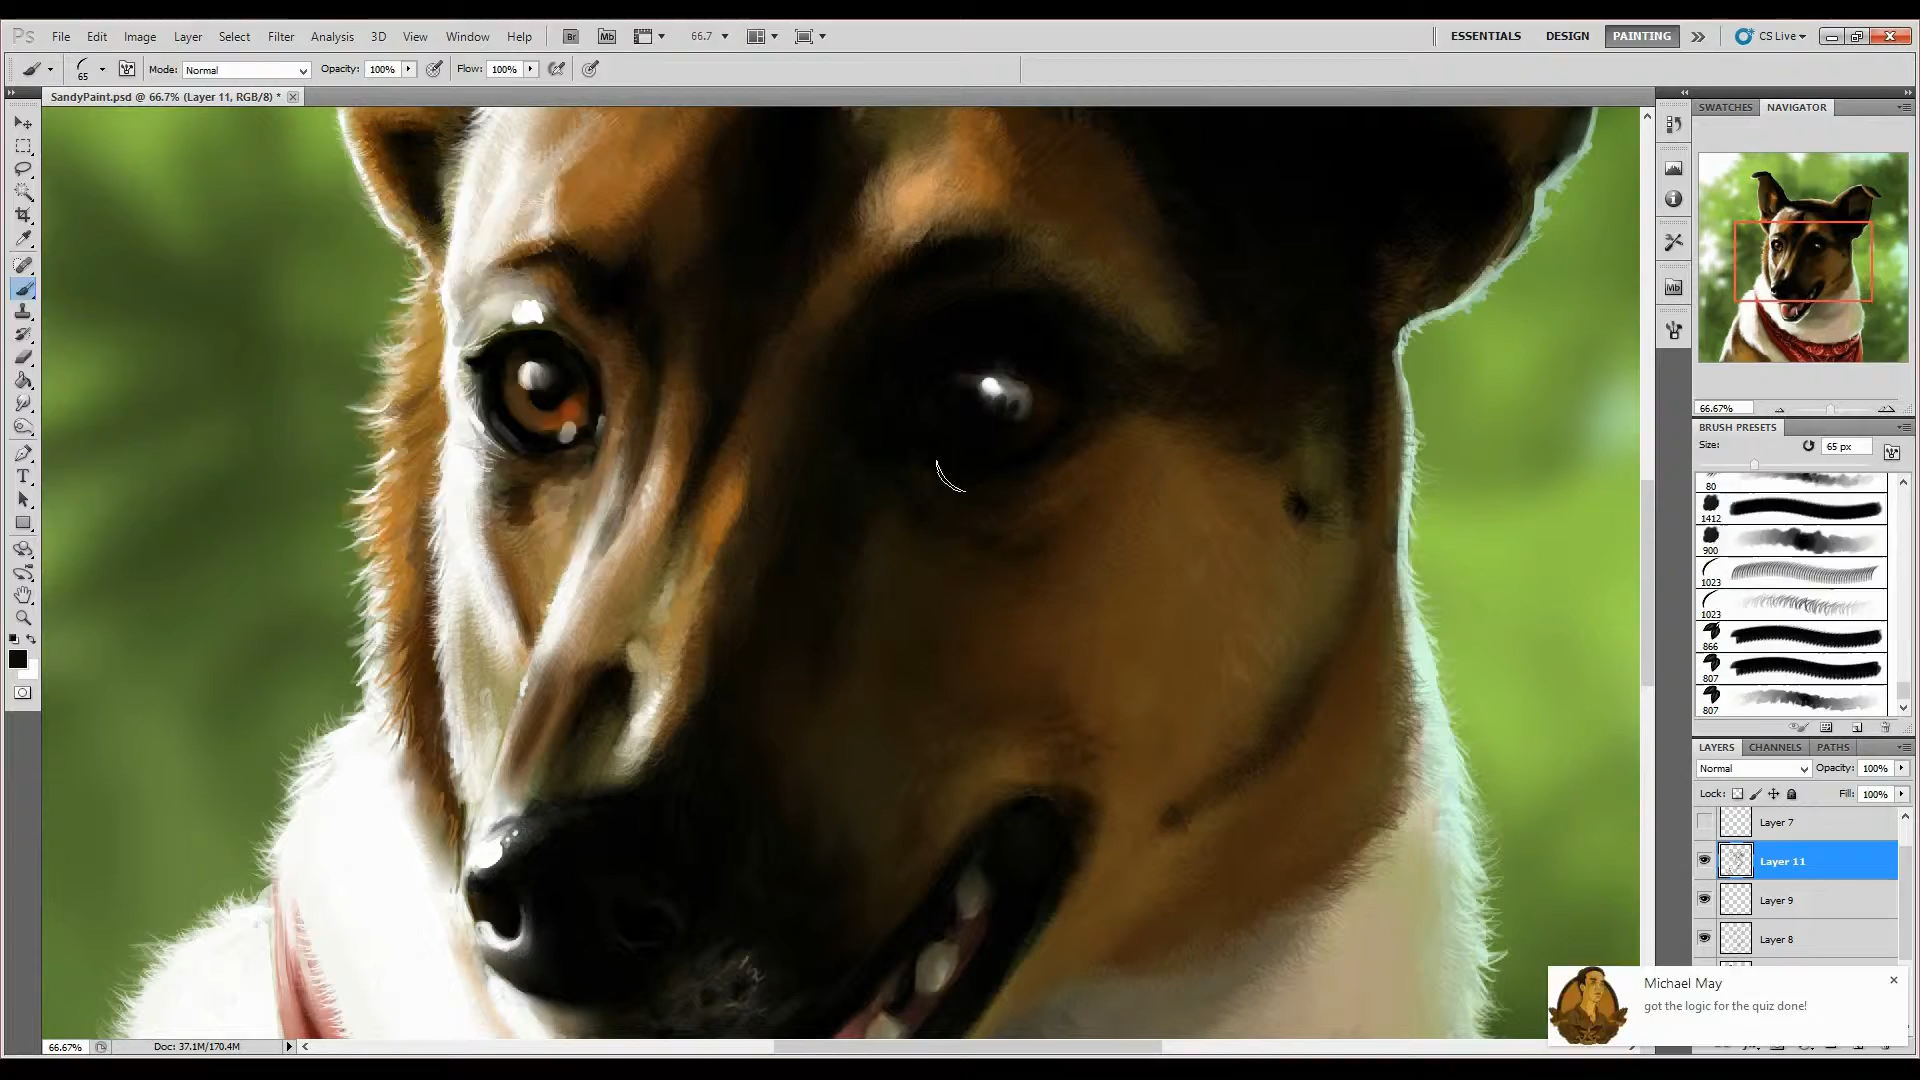 Ps File Edit Image Layer Select Filter Analysis 3D View Window Help Br Mb 66.7 ESSENTIALS DESIGN PAINTING CS Live
65 Mode: Normal Opacity: 100% Flow: 100%
SandyPaint.psd @ 66.7% (Layer 11, RGB/8) *
SWATCHES NAVIGATOR
Mb
66.67%
BRUSH PRESETS
Size: 65 px
80
1412
900
1023
1023
866
807
807
LAYERS CHANNELS PATHS
Normal Opacity: 100%
Lock: Fill: 100%
Layer 7
Layer 11
Layer 9
Layer 8
Michael May
got the logic for the quiz done!
66.67% Doc: 37.1M/170.4M